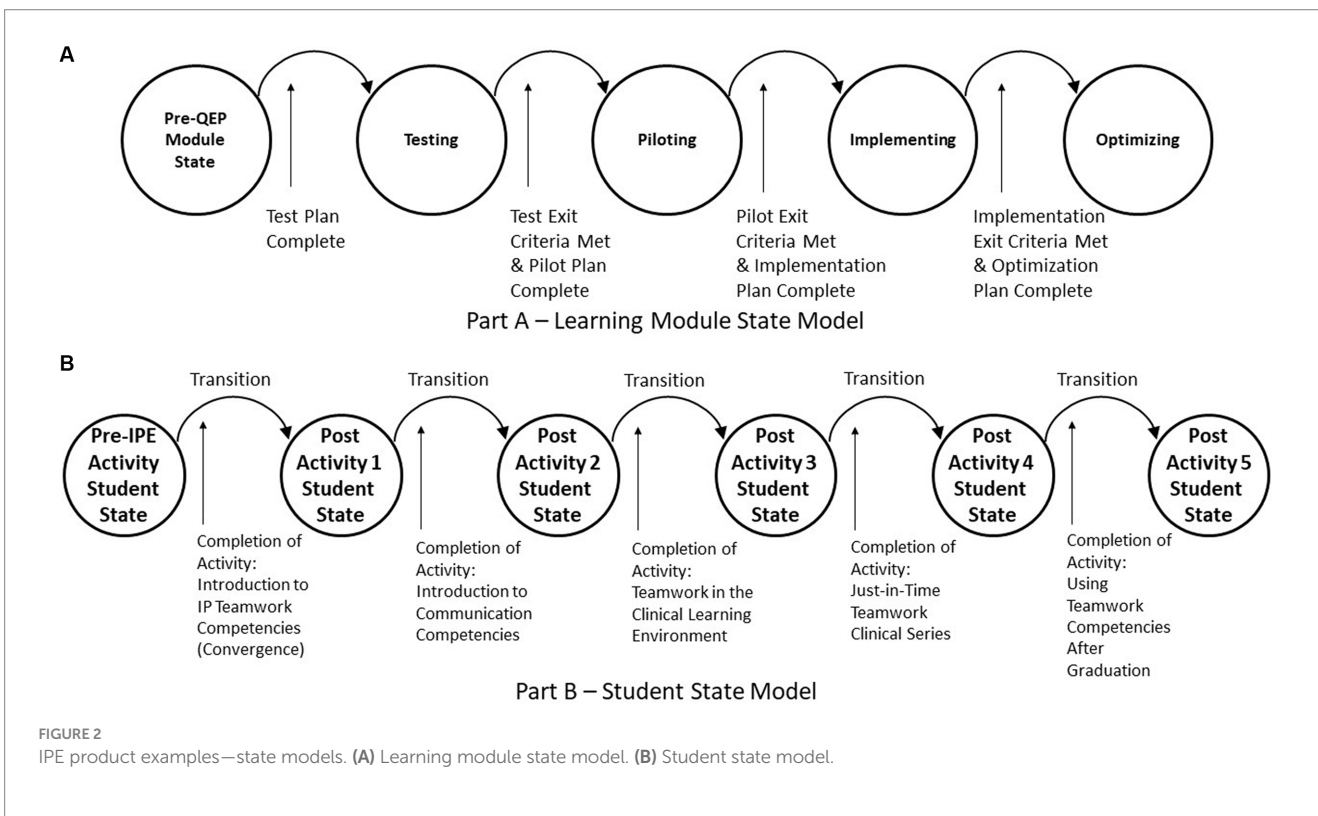 A
Pre-QEP
Module
State
Testing
Piloting
Implementing
Optimizing
Test Plan
Complete
Test Exit
Criteria Met
& Pilot Plan
Complete
Pilot Exit
Criteria Met
& Implementation
Plan Complete
Implementation
Exit Criteria Met
& Optimization
Plan Complete
Part A – Learning Module State Model
B
Transition
Transition
Transition
Transition
Transition
Pre-IPE
Activity
Student
State
Post
Activity 1
Student
State
Post
Activity 2
Student
State
Post
Activity 3
Student
State
Post
Activity 4
Student
State
Post
Activity 5
Student
State
Completion of
Activity:
Introduction to
IP Teamwork
Competencies
(Convergence)
Completion of
Activity:
Introduction to
Communication
Competencies
Completion of
Activity:
Teamwork in the
Clinical Learning
Environment
Completion of
Activity:
Just-in-Time
Teamwork
Clinical Series
Completion of
Activity:
Using
Teamwork
Competencies
After
Graduation
Part B – Student State Model
FIGURE 2
IPE product examples—state models. (A) Learning module state model. (B) Student state model.